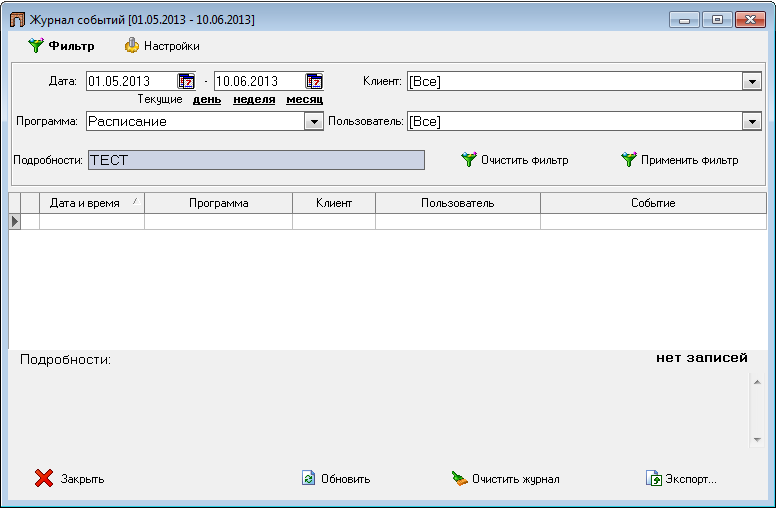 Журнал событий [01.05.2013 - 10.06.2013]
Фильтр Настройки
Дата: 01.05.2013 - 10.06.2013 Клиент: [Все]
Текущие день неделя месяц
Программа: Расписание Пользователь: [Все]
Подробности: ТЕСТ Очистить фильтр Применить фильтр
Дата и время Программа Клиент Пользователь Событие
Подробности: нет записей
Закрыть Обновить Очистить журнал Экспорт...